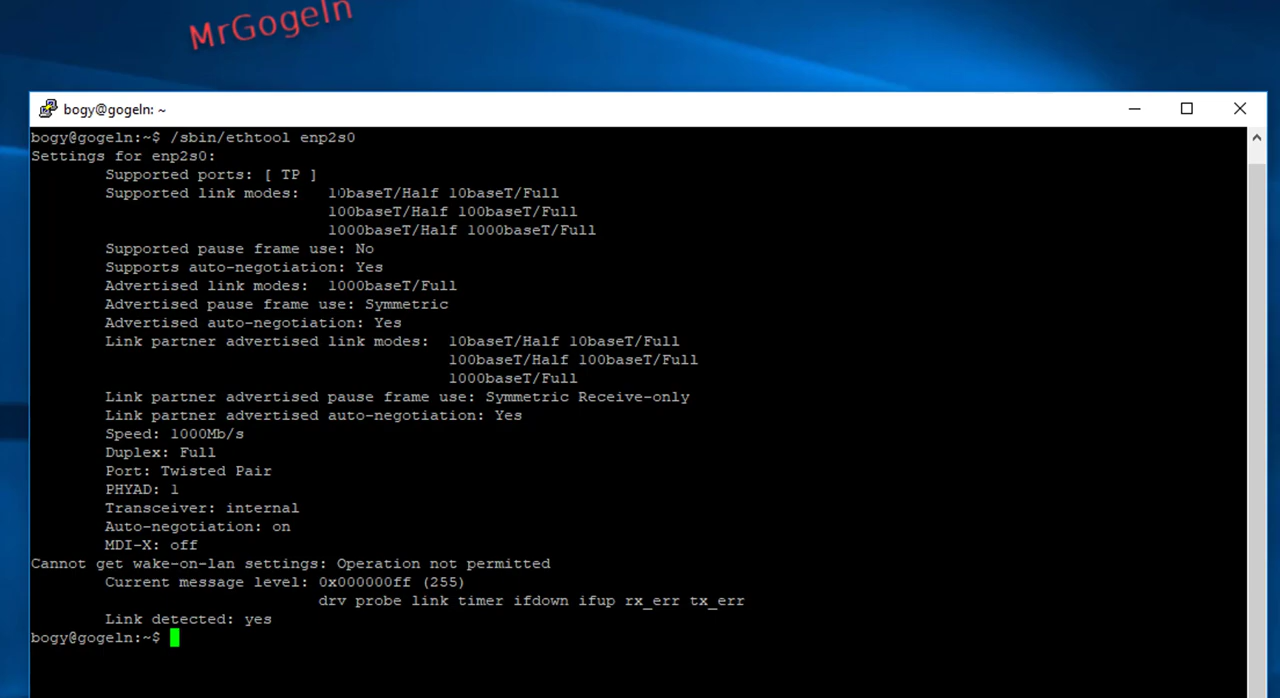 MrGogeln
bogy@gogeln: ~
bogy@gogeln:~$ /sbin/ethtool enp2s0
Settings for enp2s0:
Supported ports: [ TP ]
Supported link modes: 10baseT/Half 10baseT/Full
100baseT/Half 100baseT/Full
1000baseT/Half 1000baseT/Full
Supported pause frame use: No
Supports auto-negotiation: Yes
Advertised link modes: 1000baseT/Full
Advertised pause frame use: Symmetric
Advertised auto-negotiation: Yes
Link partner advertised link modes: 10baseT/Half 10baseT/Full
100baseT/Half 100baseT/Full
1000baseT/Full
Link partner advertised pause frame use: Symmetric Receive-only
Link partner advertised auto-negotiation: Yes
Speed: 1000Mb/s
Duplex: Full
Port: Twisted Pair
PHYAD: 1
Transceiver: internal
Auto-negotiation: on
MDI-X: off
Cannot get wake-on-lan settings: Operation not permitted
Current message level: 0x000000ff (255)
drv probe link timer ifdown ifup rx_err tx_err
Link detected: yes
bogy@gogeln:~$